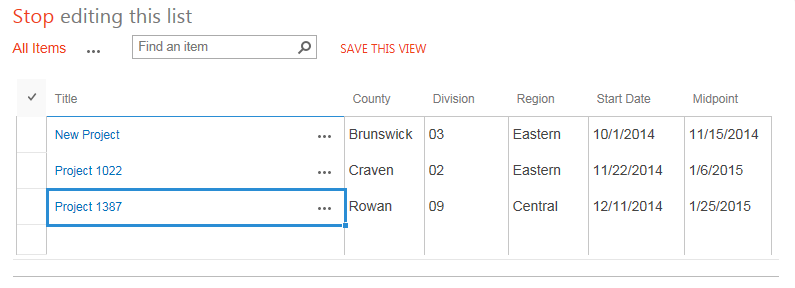 Stop editing this list
All Items ... Find an item SAVE THIS VIEW
Title County Division Region Start Date Midpoint
New Project ... Brunswick 03 Eastern 10/1/2014 11/15/2014
Project 1022 ... Craven 02 Eastern 11/22/2014 1/6/2015
Project 1387 ... Rowan 09 Central 12/11/2014 1/25/2015